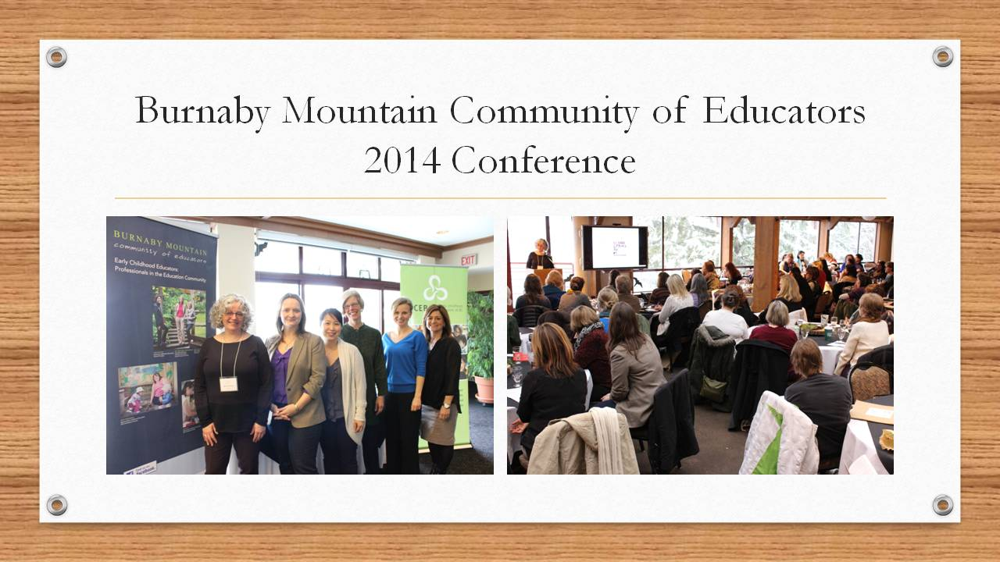 Burnaby Mountain Community of Educators
2014 Conference
BURNABY MOUNTAIN
community of educators
Early Childhood Educators:
Professionals in the Education Community
EXIT
Facebook